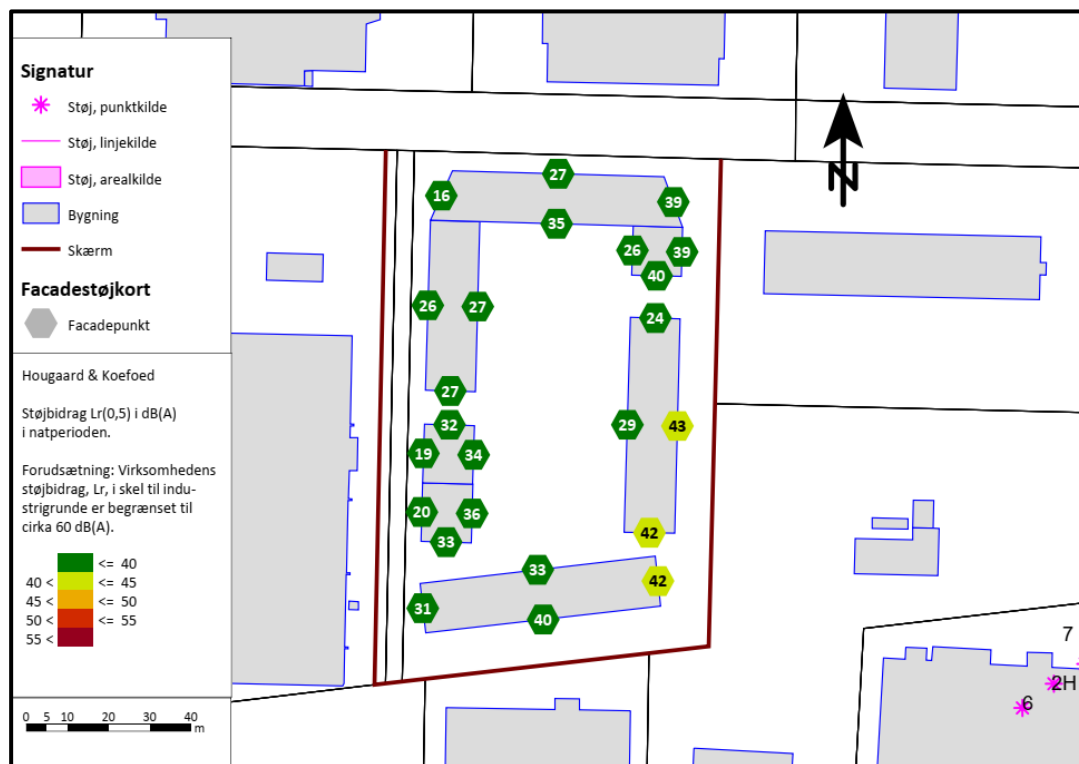 Signatur
Støj, punktkilde
Støj, linjekilde
Støj, arealkilde
Bygning
Skærm
Facadestøjkort
Facadepunkt
Hougaard & Koefoed
Støjbidrag Lr(0,5) i dB(A)
i natperioden.
Forudsætning: Virksomhedens
støjbidrag, Lr, i skel til indu-
strigrunde er begrænset til
cirka 60 dB(A).
<= 40
40 < <= 45
45 < <= 50
50 < <= 55
55 <
0 5 10 20 30 40
m
N
27
16 39
35
26 39
40
26 27 24
27
32 29 43
19 34
20 36
33 42
33 42
31 40
7
2H
6